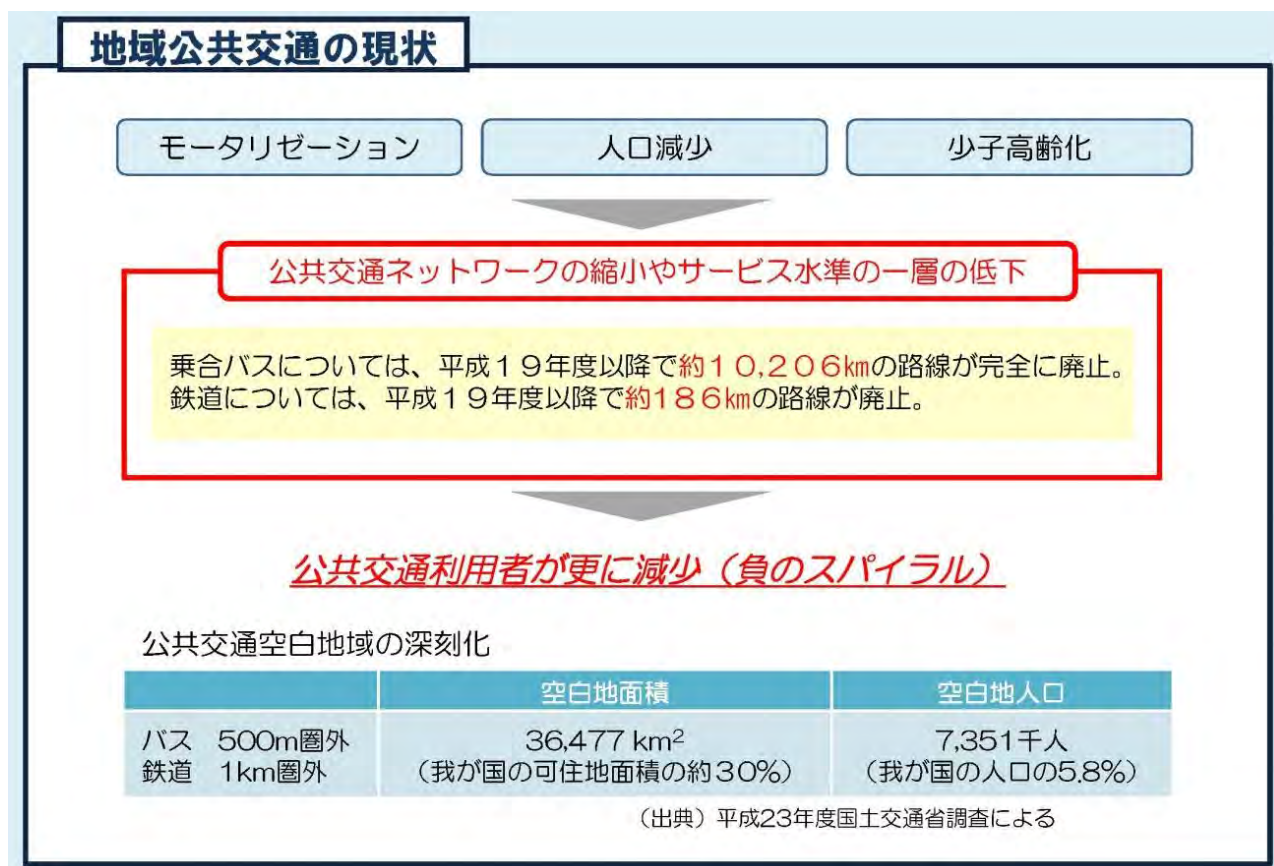 地域公共交通の現状
モータリゼーション
人口減少
少子高齢化
公共交通ネットワークの縮小やサービス水準の一層の低下
乗合バスについては、平成１９年度以降で約１０,２０６㎞の路線が完全に廃止。
鉄道については、平成１９年度以降で約１８６㎞の路線が廃止。
公共交通利用者が更に減少（負のスパイラル）
公共交通空白地域の深刻化
空白地面積　空白地人口
バス　500m圏外　36,477 km²　7,351千人
鉄道　1km圏外　（我が国の可住地面積の約３０%）　（我が国の人口の5.8%）
（出典）平成23年度国土交通省調査による